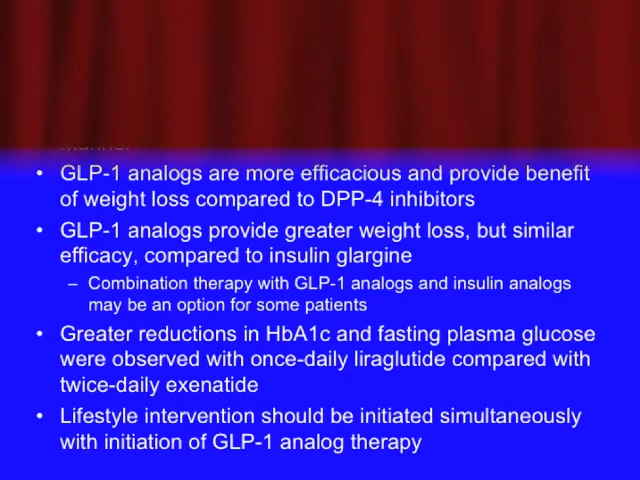 • GLP-1 analogs are more efficacious and provide benefit
of weight loss compared to DPP-4 inhibitors
• GLP-1 analogs provide greater weight loss, but similar
efficacy, compared to insulin glargine
– Combination therapy with GLP-1 analogs and insulin analogs
may be an option for some patients
• Greater reductions in HbA1c and fasting plasma glucose
were observed with once-daily liraglutide compared with
twice-daily exenatide
• Lifestyle intervention should be initiated simultaneously
with initiation of GLP-1 analog therapy